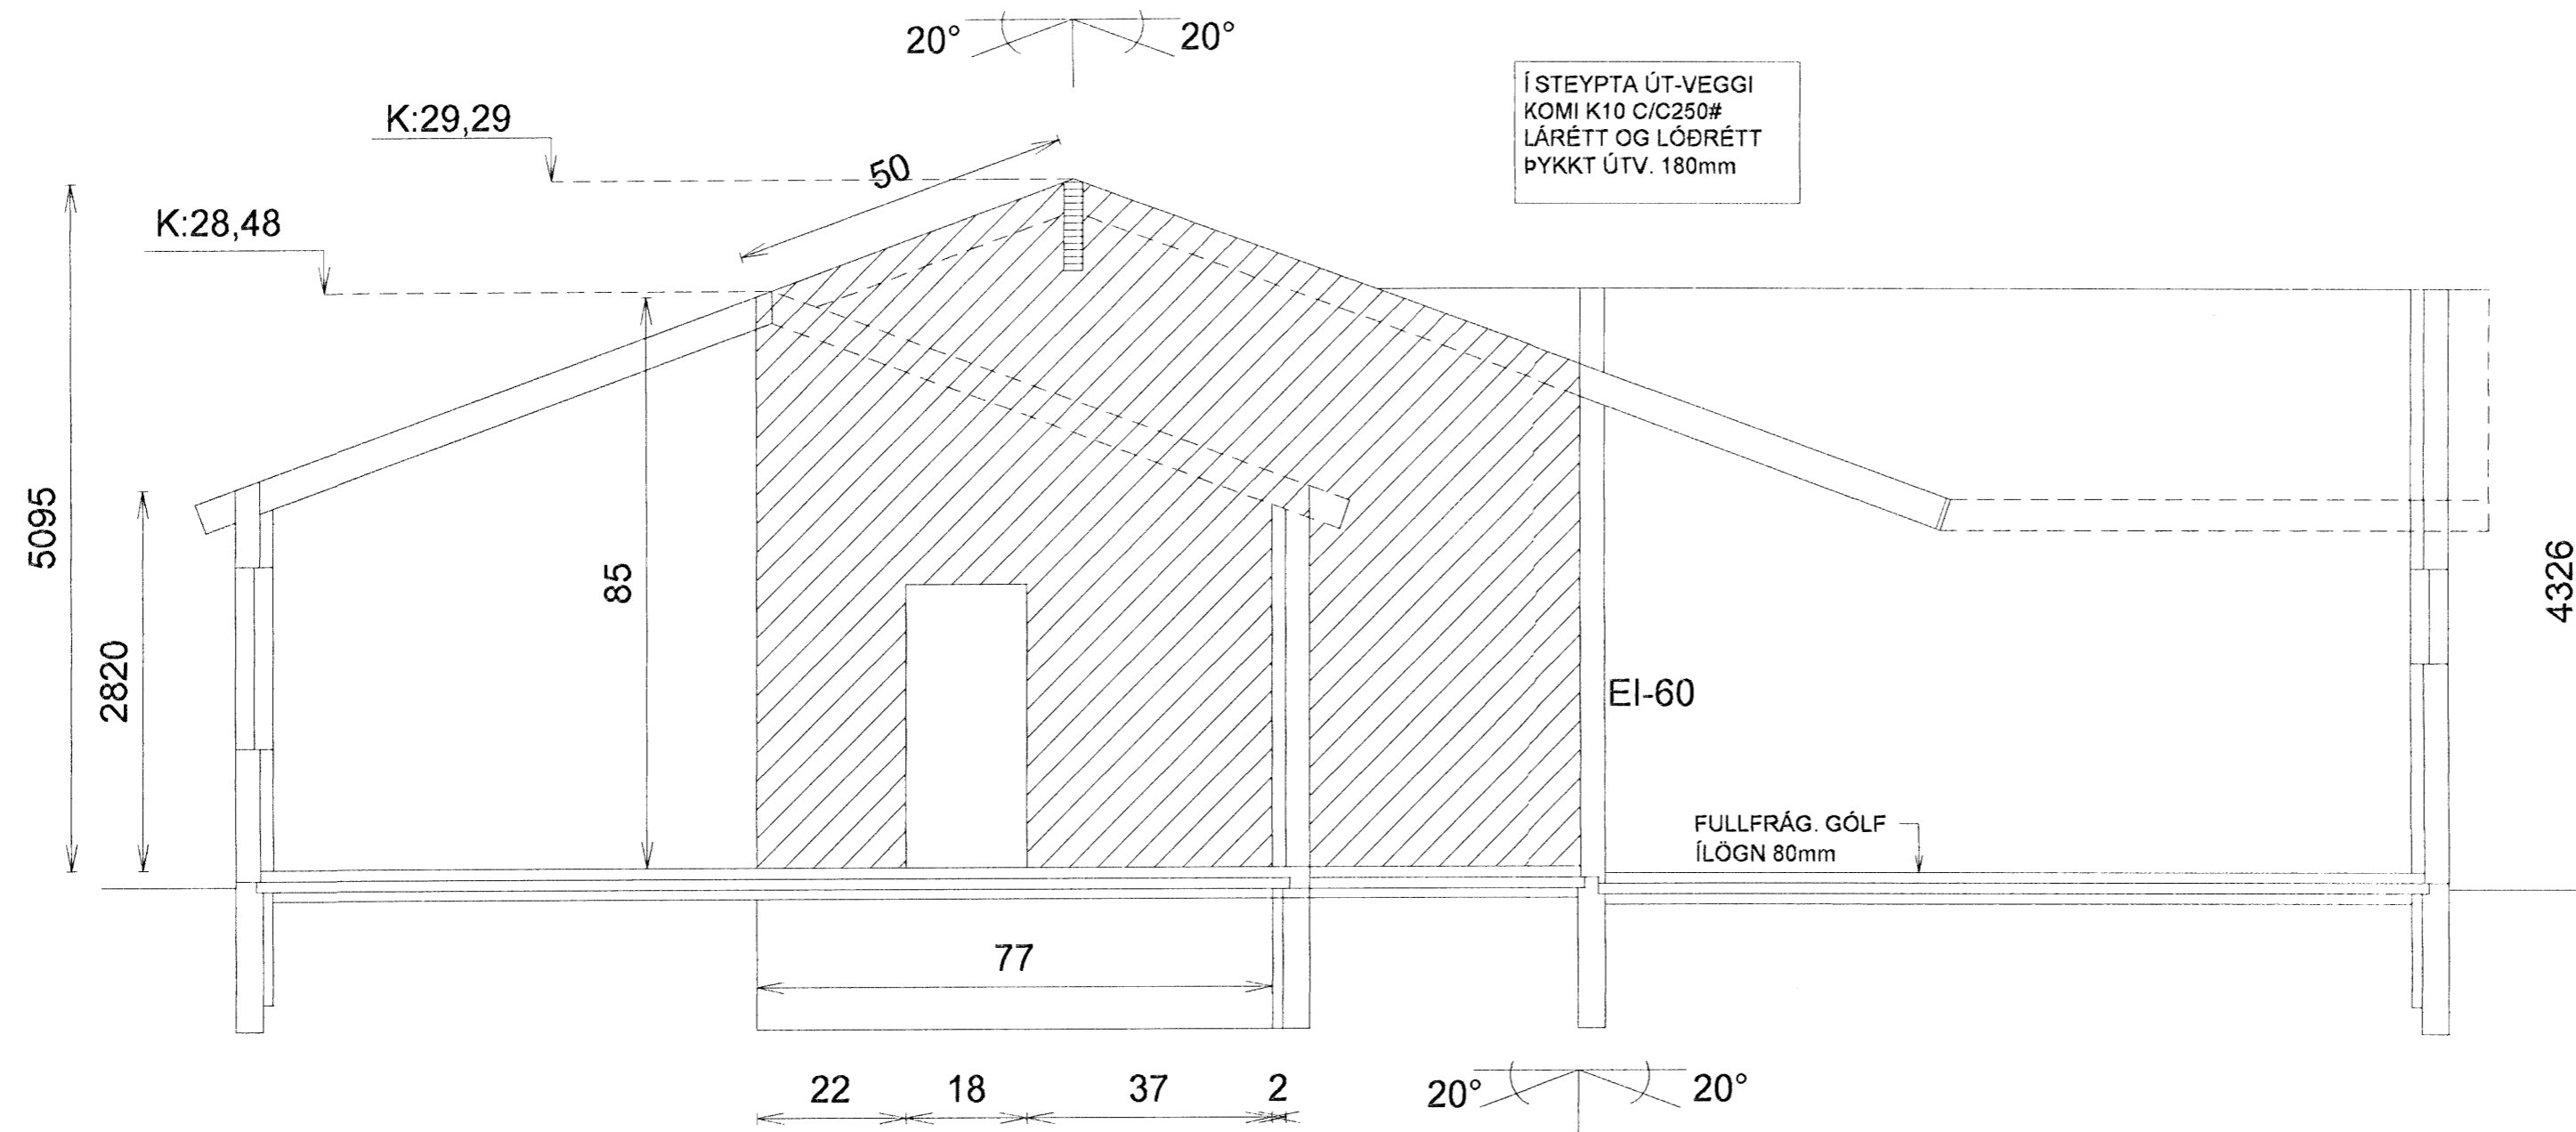 20°
20°
Í STEYPTA ÚT-VEGGI
KOMI K10 C/C250#
LÁRÉTT OG LÓÐRÉTT
ÞYKKT ÚTV. 180mm
K:29,29
50
K:28,48
5095
2820
85
4326
EI-60
FULLFRÁG. GÓLF
ÍLÖGN 80mm
77
22 18 37 2
20°
20°